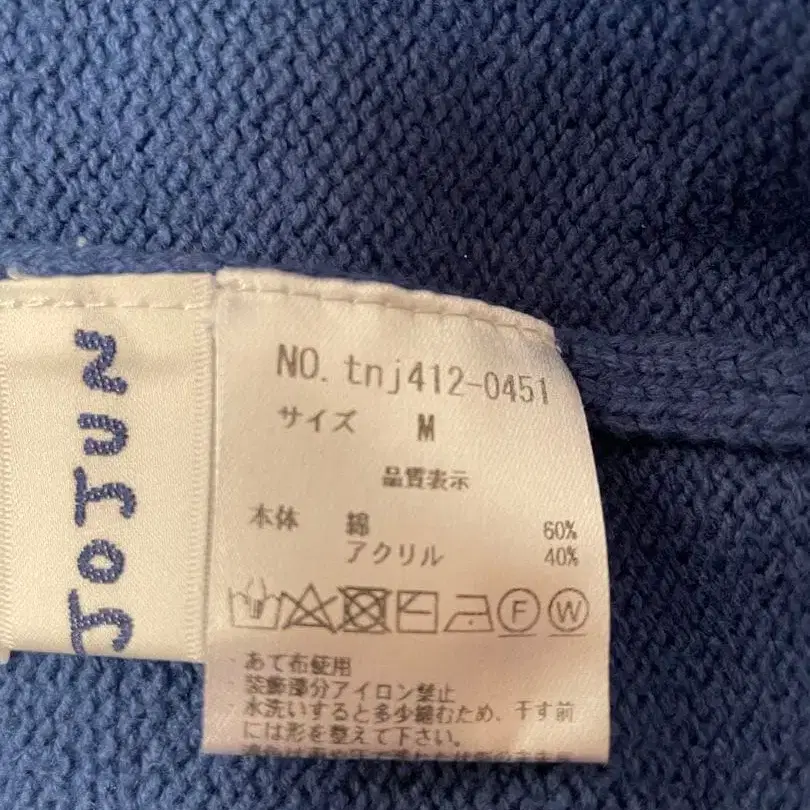 JOJUN
NO. tnj412-0451
サイズ M
品質表示
本体 綿 60%
アクリル 40%
F W
・あて布使用
・装飾部分アイロン禁止
・水洗いすると多少縮むため、干す前
には形を整えて下さい。